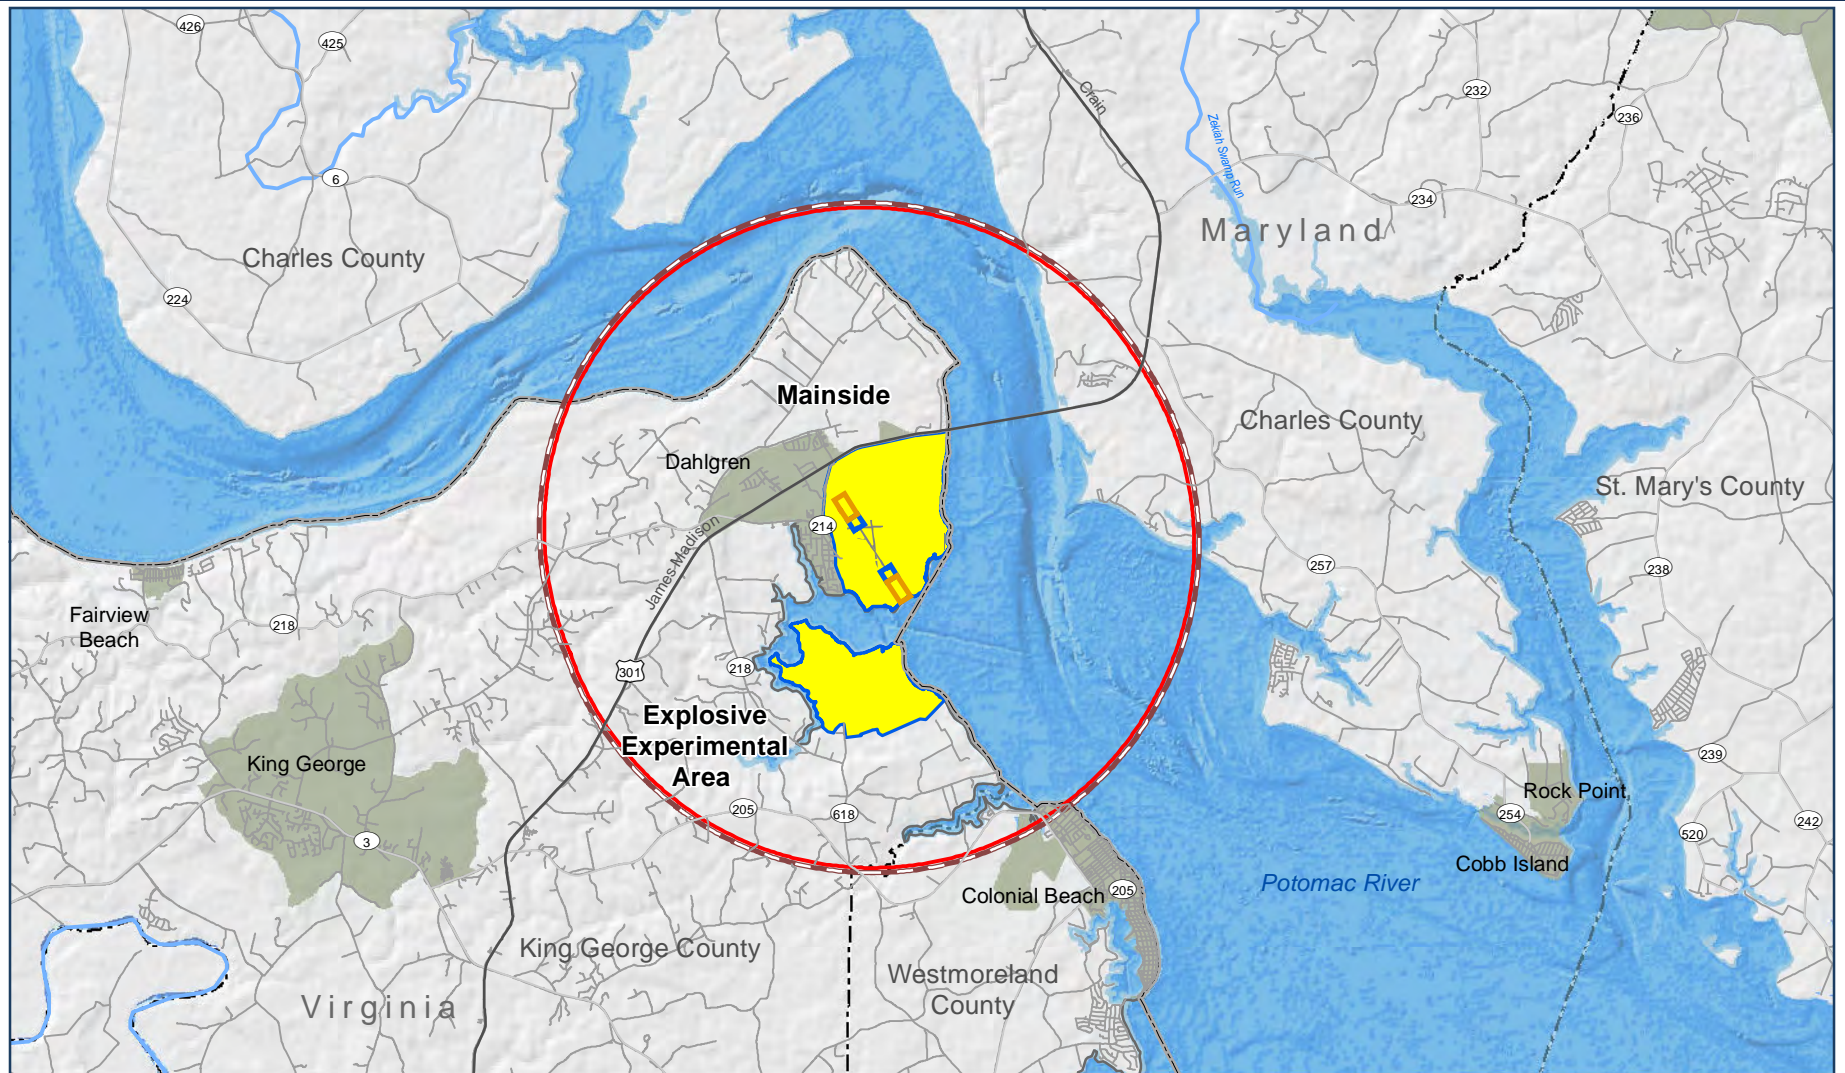 426
425
Crain
232
236
Zekiah Swamp Run
6
234
Maryland
Charles County
224
Mainside
Charles County
Dahlgren
St. Mary's County
214
James Madison
257
238
Fairview
Beach
218
218
301
Explosive
Experimental
Area
King George
239
Rock Point
205
618
254
242
3
520
Cobb Island
Potomac River
Colonial Beach
205
King George County
Westmoreland
County
Virginia